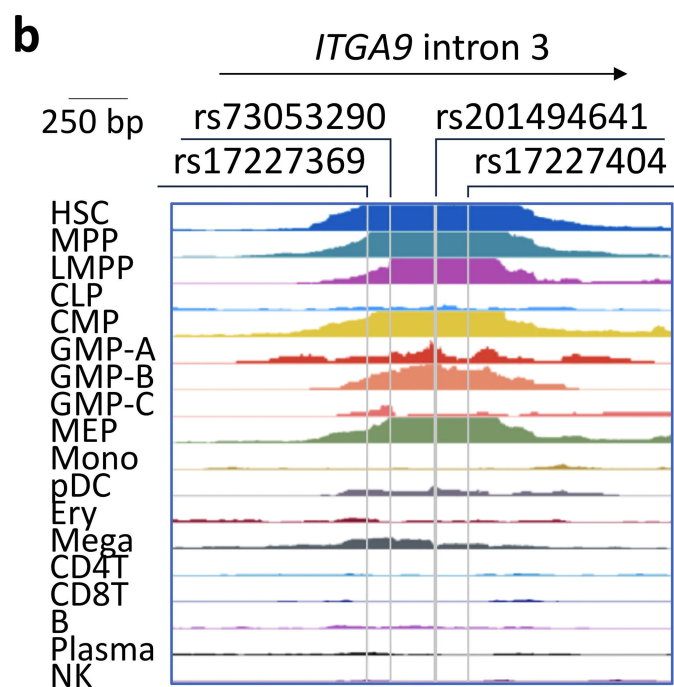 b
ITGA9 intron 3
250 bp
rs73053290
rs201494641
rs17227369
rs17227404
HSC
MPP
LMPP
CLP
CMP
GMP-A
GMP-B
GMP-C
MEP
Mono
pDC
Ery
Mega
CD4T
CD8T
B
Plasma
NK